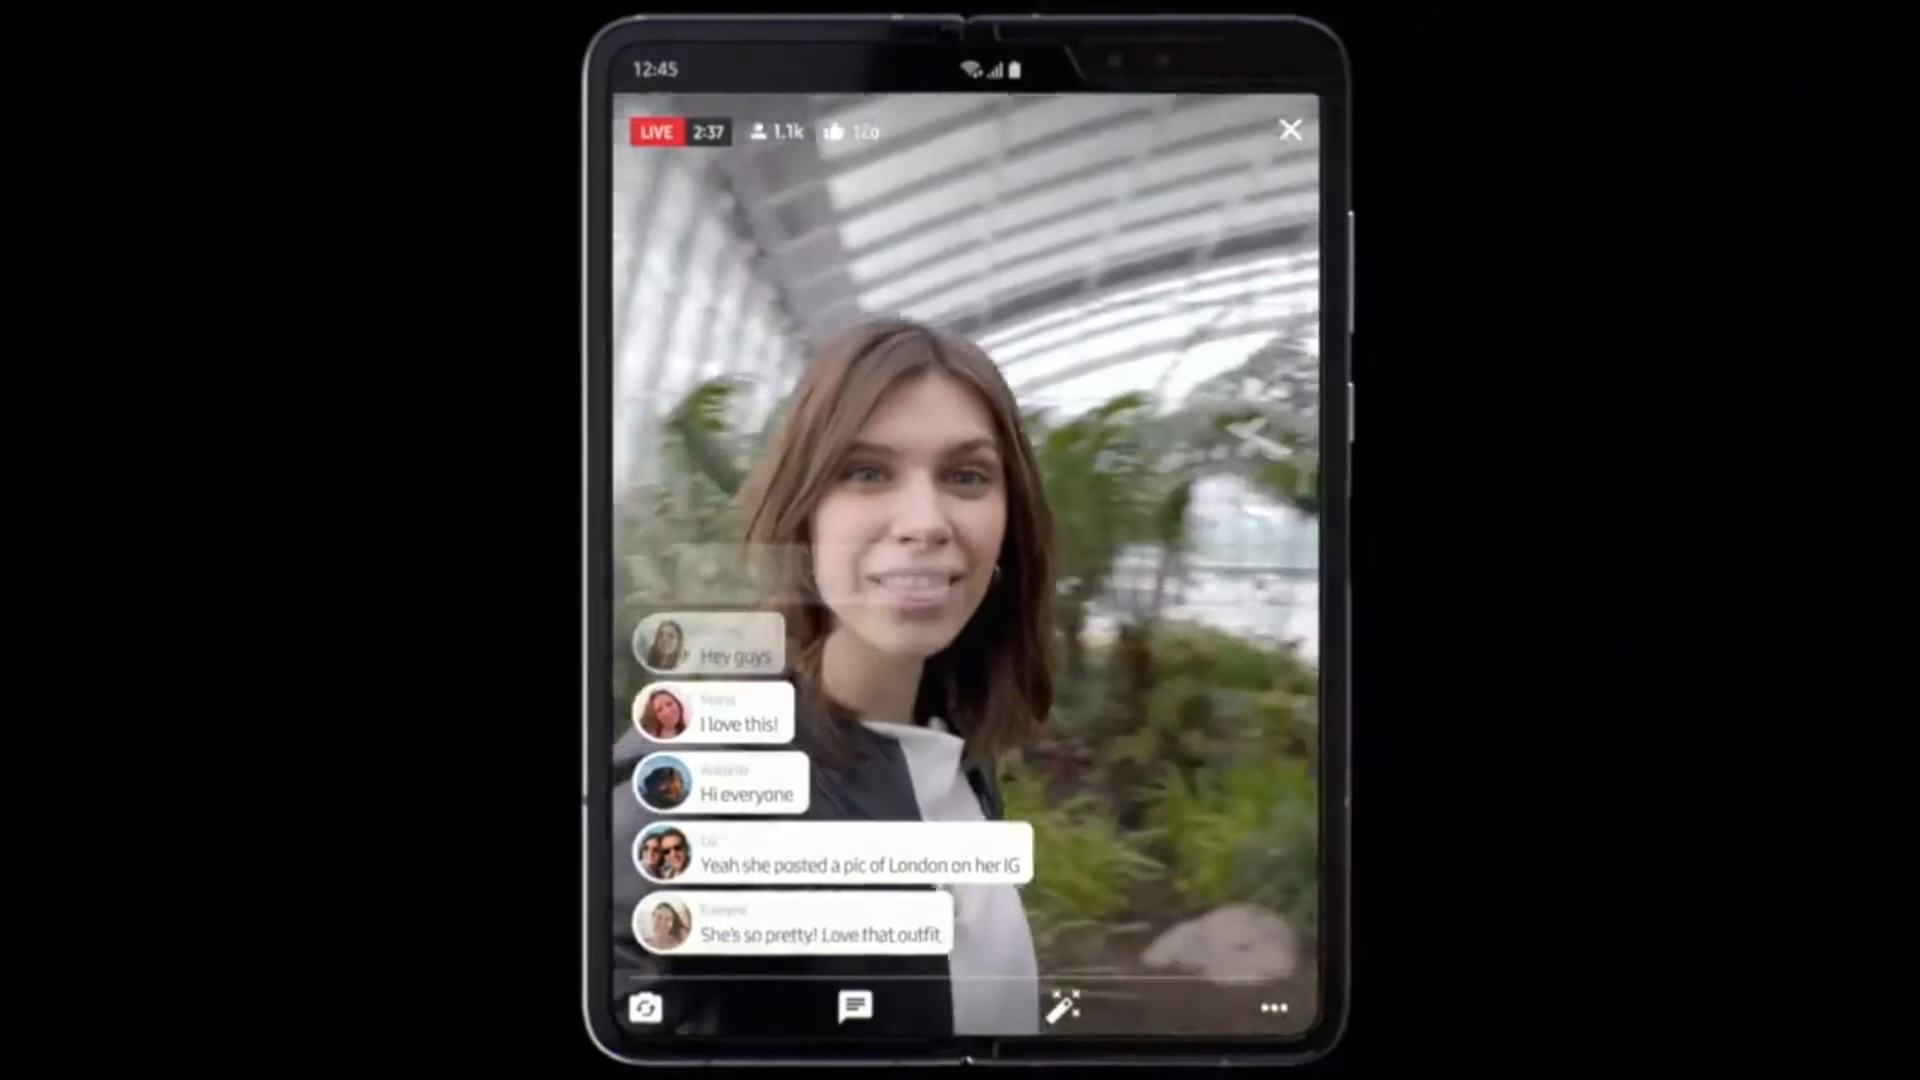 12:45
LIVE 2:37 1.1k
Hey guys
I love this!
Hi everyone
Yeah she posted a pic of London on her IG
She's so pretty! Love that outfit